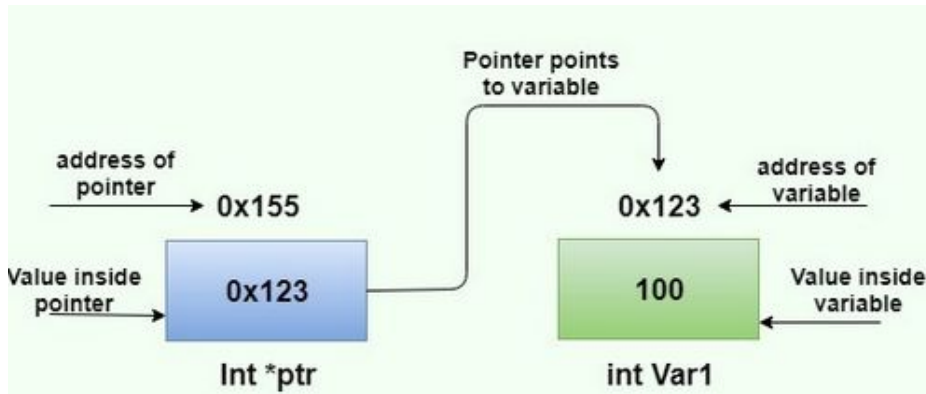 Pointer points
to variable
address of
pointer
0x155
0x123
address of
variable
Value inside
pointer
0x123
100
Value inside
variable
Int *ptr
int Var1